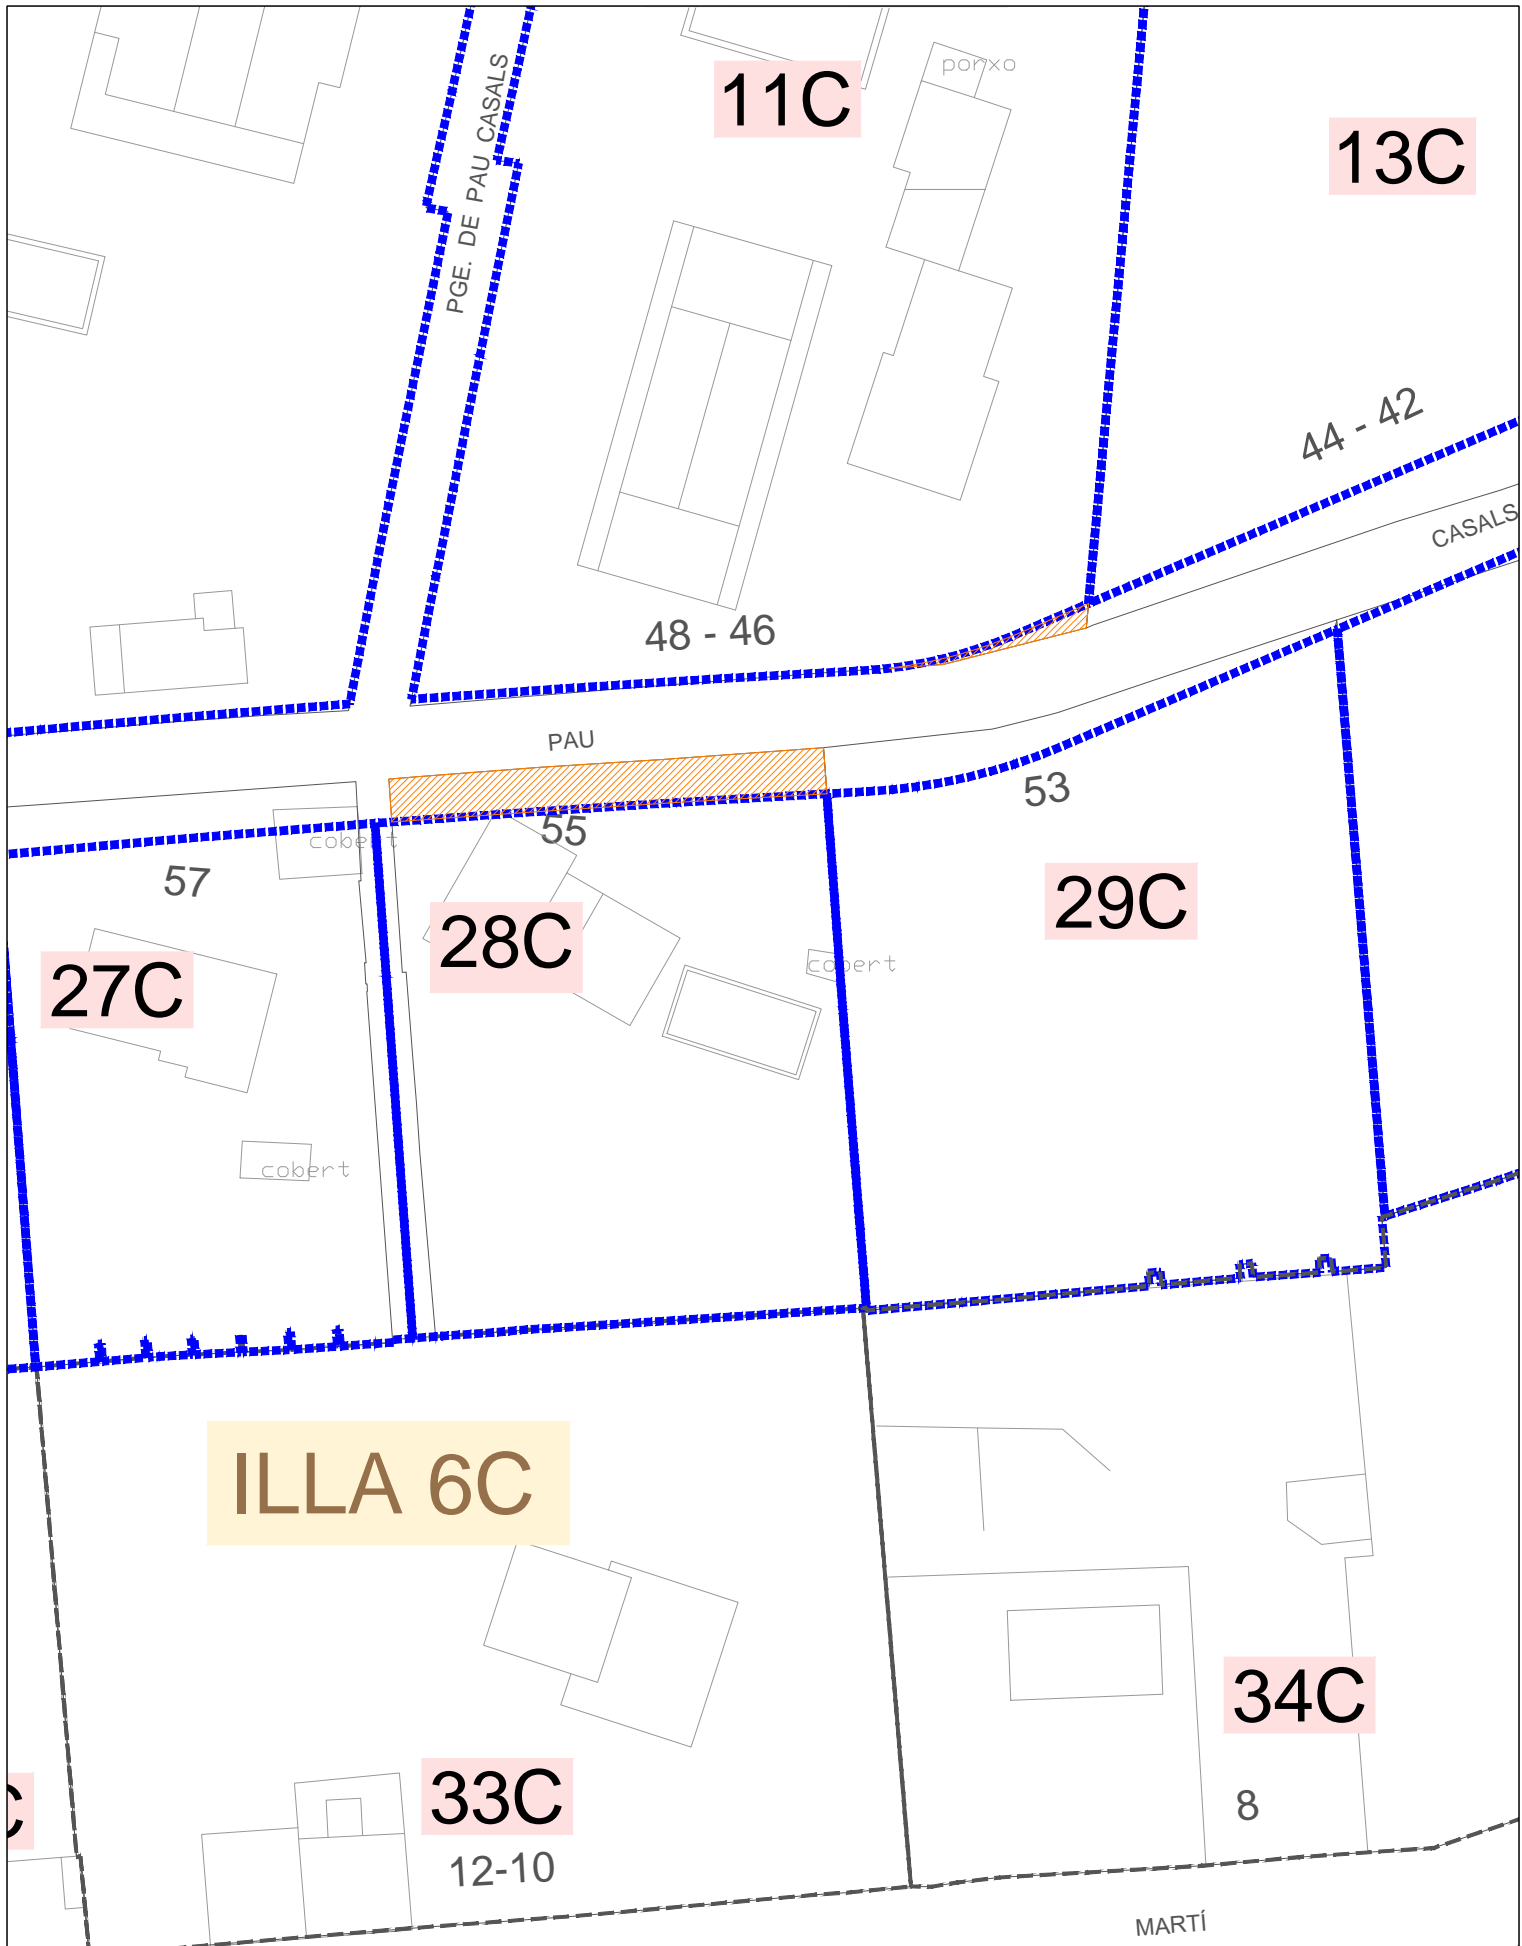 porxo
11C
13C
PGE. DE PAU CASALS
44 - 42
CASALS
48 - 46
PAU
53
55
cobert
57
29C
28C
cobert
27C
cobert
ILLA 6C
34C
33C
C
8
12-10
MARTÍ